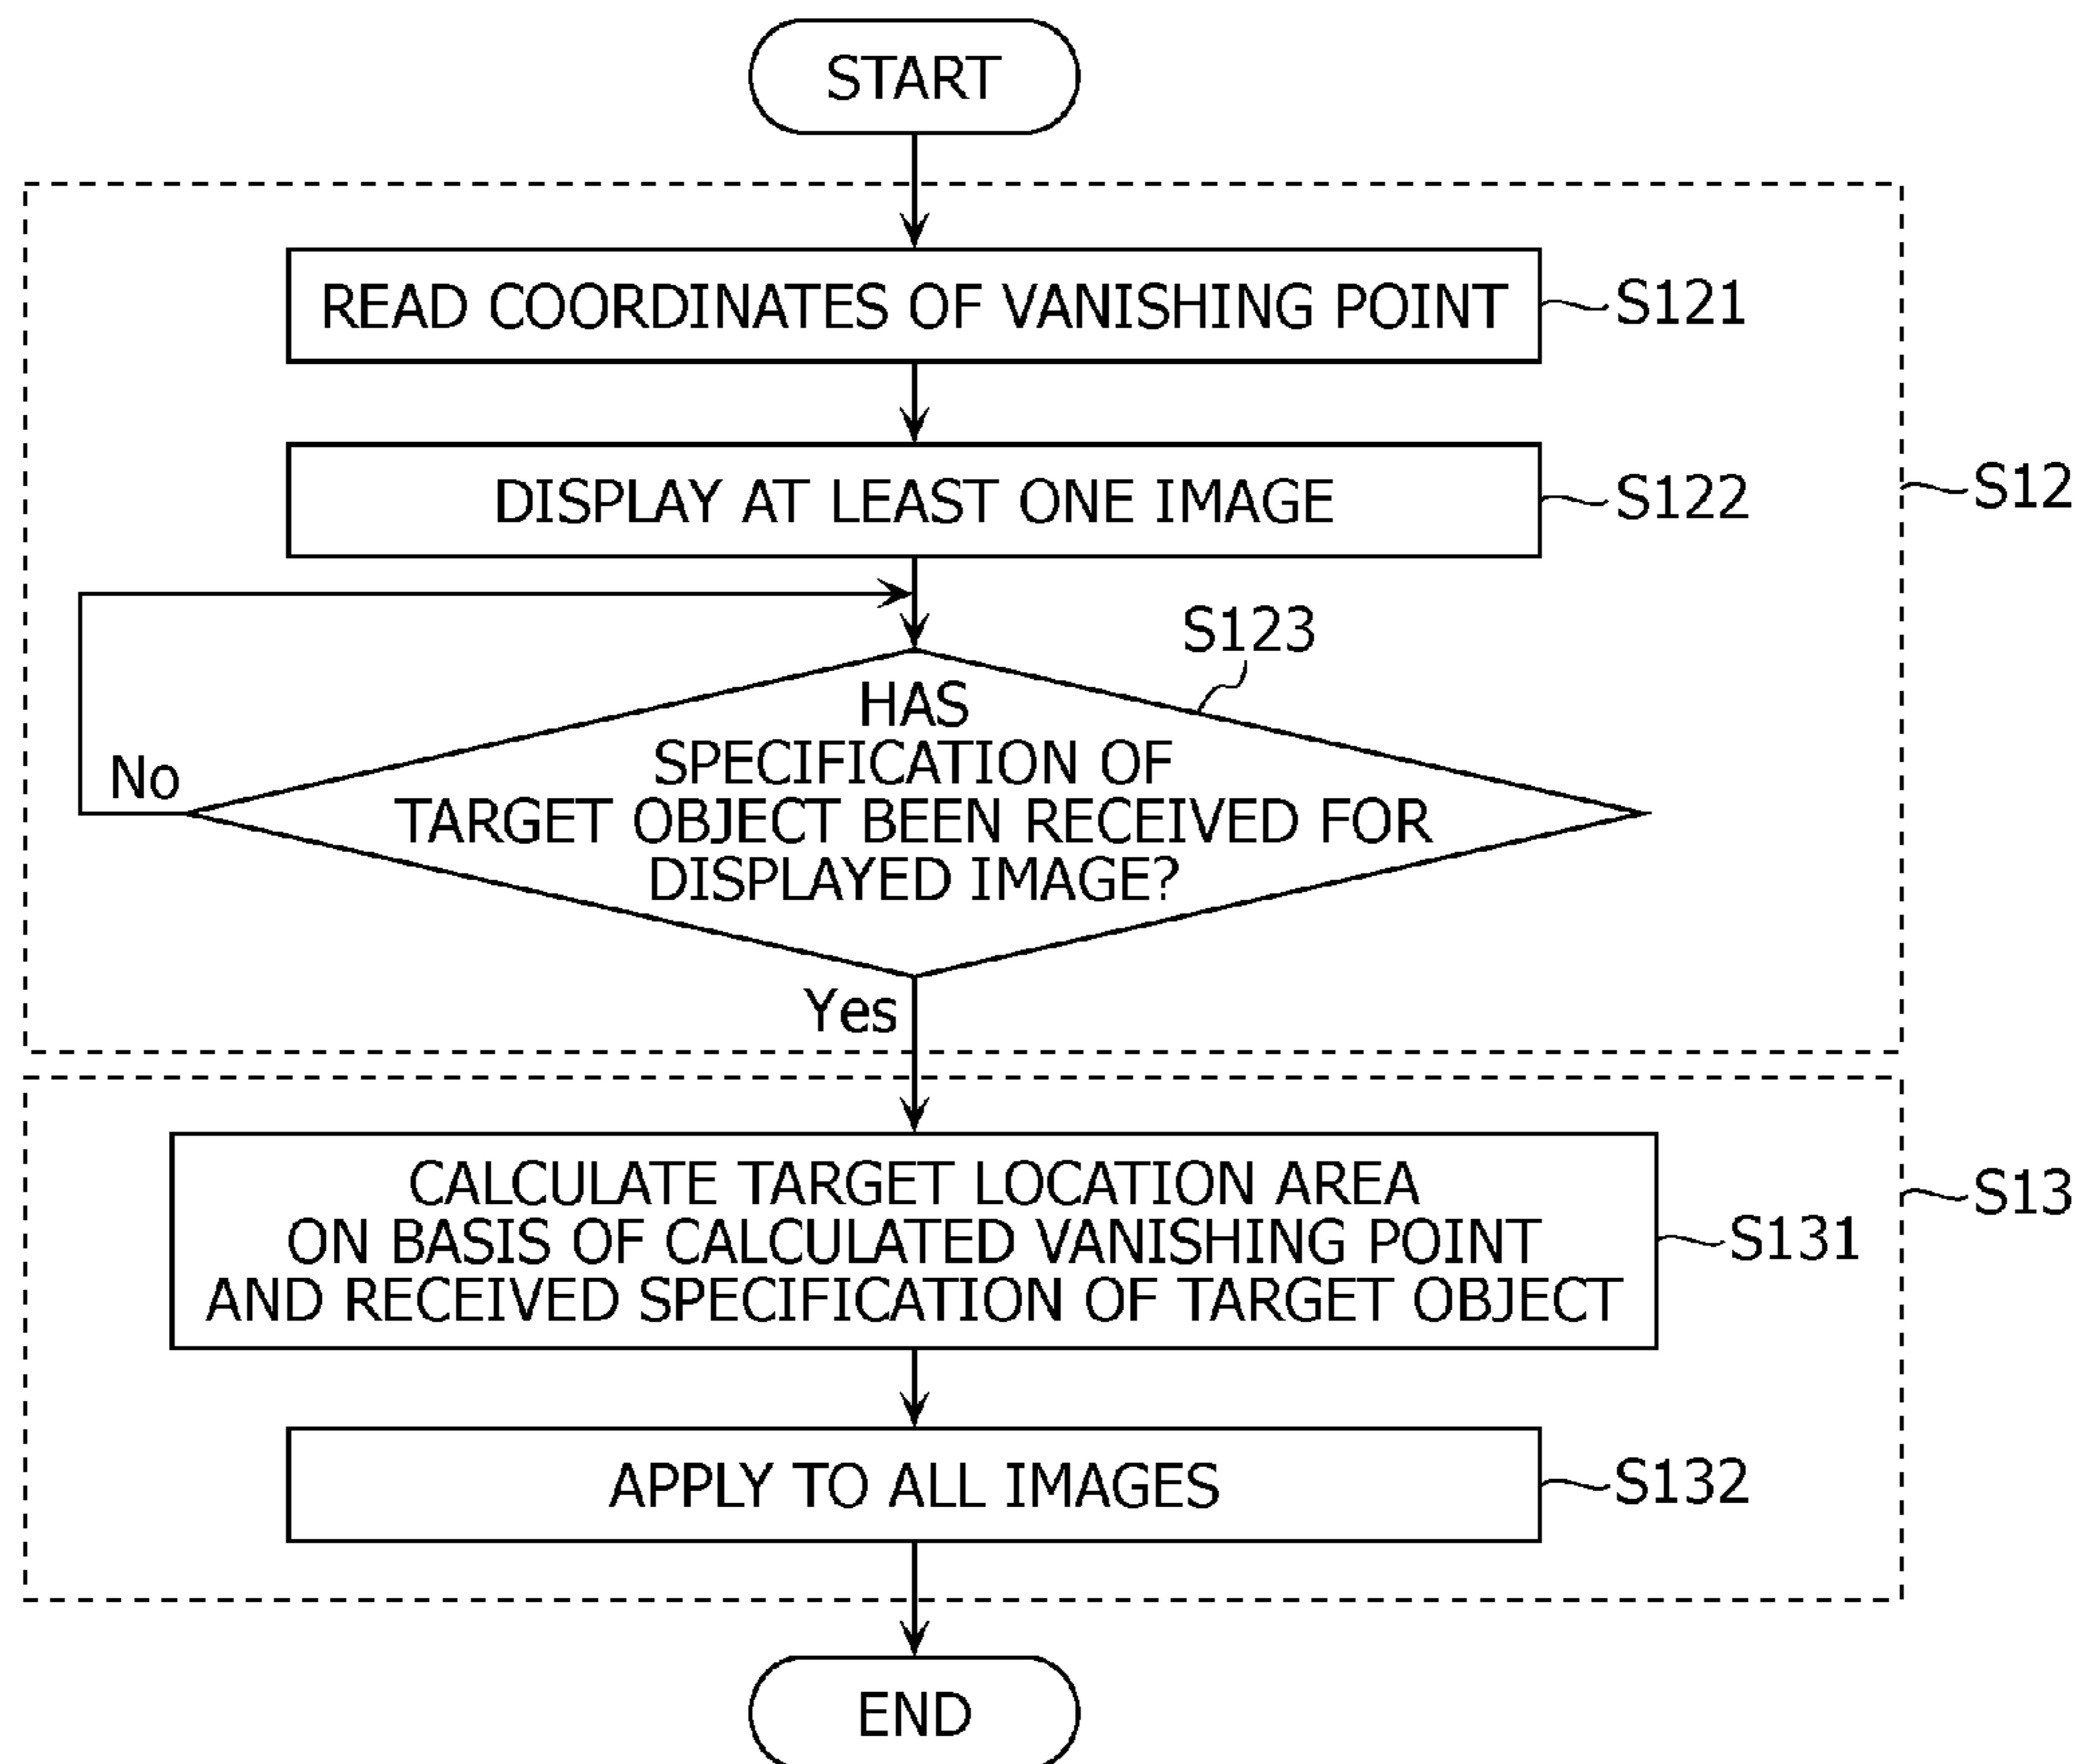 START
READ COORDINATES OF VANISHING POINT
S121
DISPLAY AT LEAST ONE IMAGE
S122
S12
S123
HAS
SPECIFICATION OF
TARGET OBJECT BEEN RECEIVED FOR
DISPLAYED IMAGE?
No
Yes
CALCULATE TARGET LOCATION AREA
ON BASIS OF CALCULATED VANISHING POINT
AND RECEIVED SPECIFICATION OF TARGET OBJECT
S131
S13
APPLY TO ALL IMAGES
S132
END